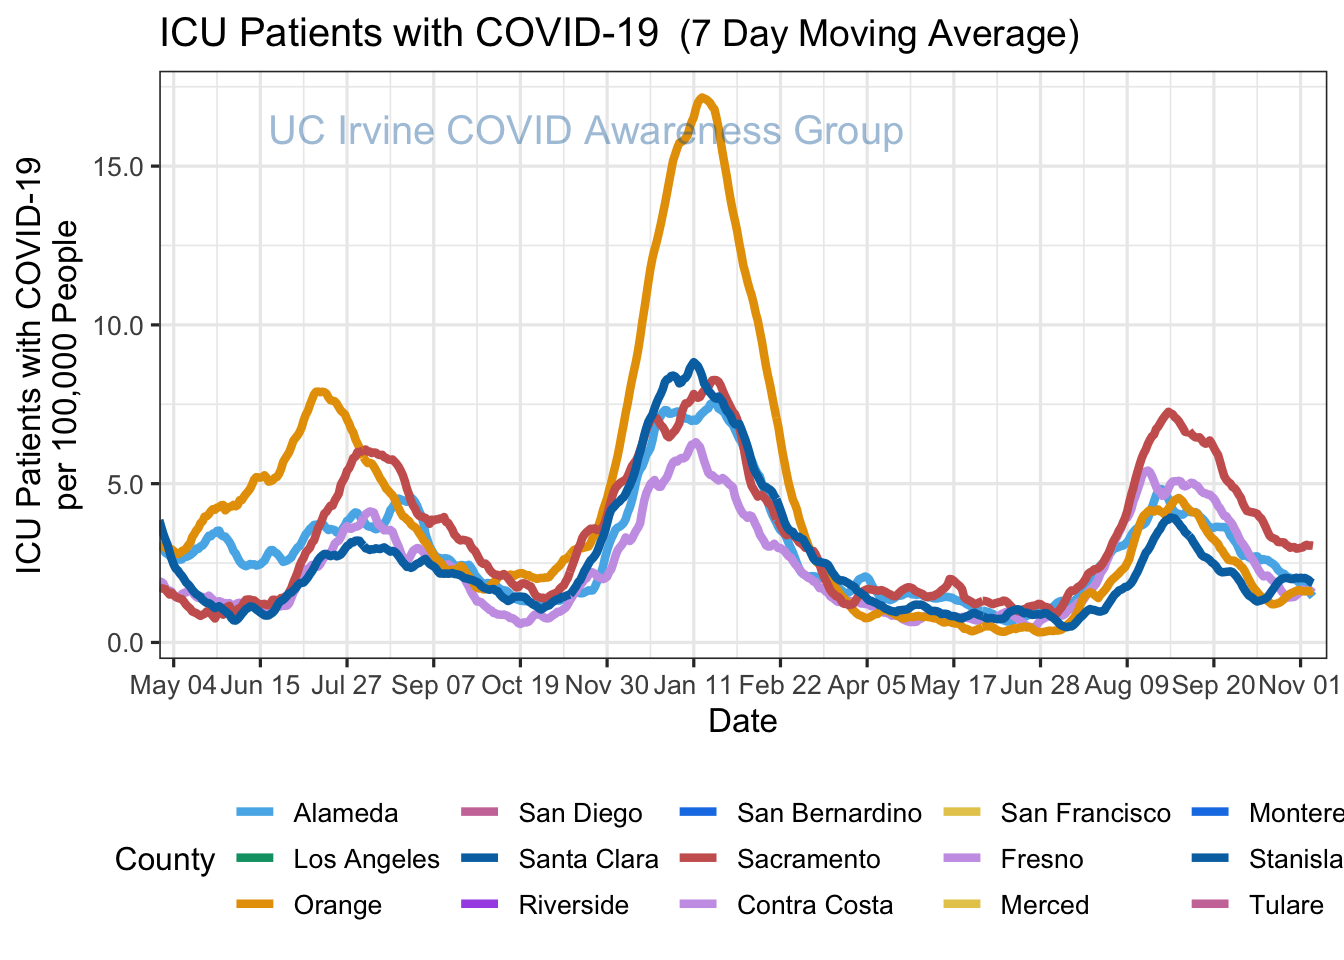 ICU Patients with COVID-19 (7 Day Moving Average)
UC Irvine COVID Awareness Group
ICU Patients with COVID-19
per 100,000 People
15.0
10.0
5.0
0.0
May 04 Jun 15 Jul 27 Sep 07 Oct 19 Nov 30 Jan 11 Feb 22 Apr 05 May 17 Jun 28 Aug 09 Sep 20 Nov 01
Date
County
Alameda San Diego San Bernardino San Francisco Montere
Los Angeles Santa Clara Sacramento Fresno Stanisla
Orange Riverside Contra Costa Merced Tulare